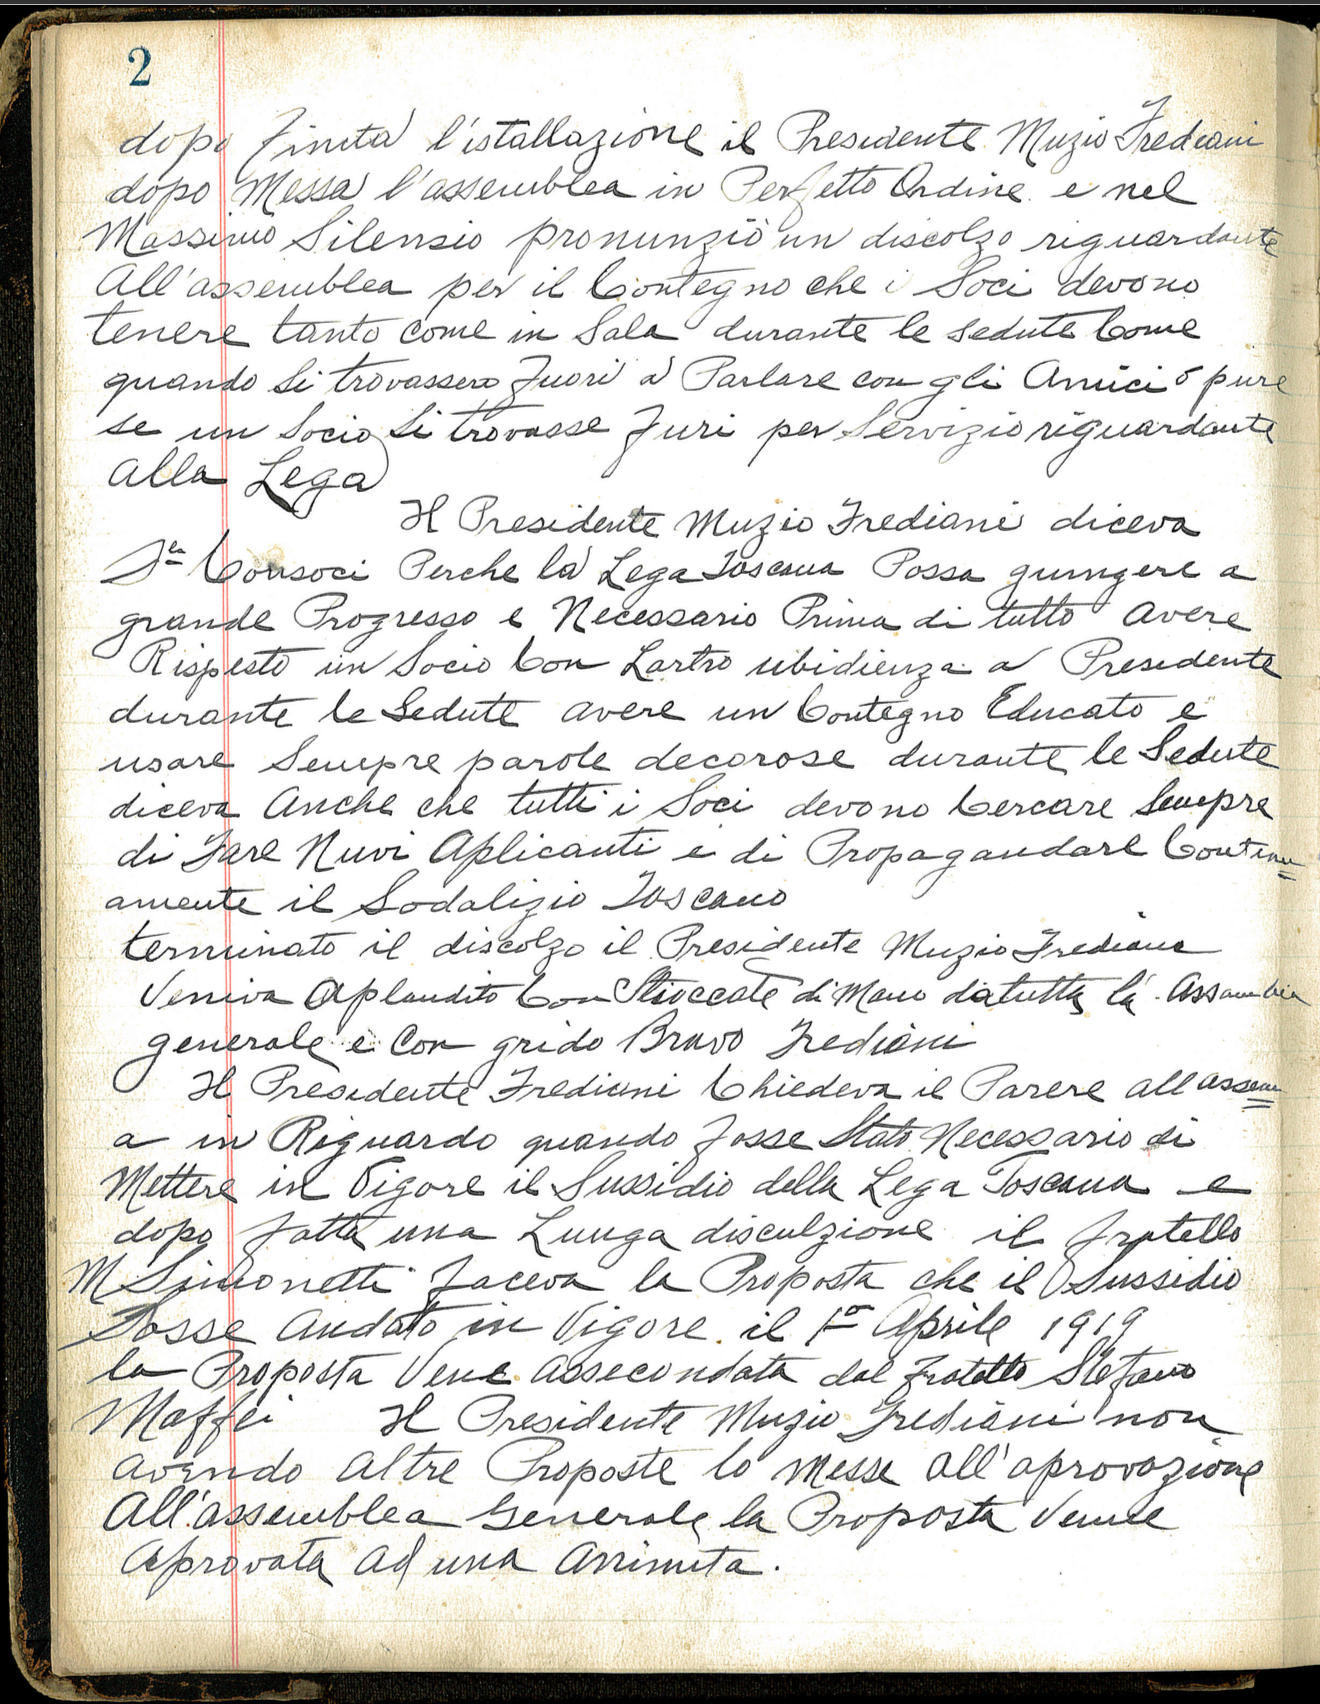 2
dopo finita l'istallazione il Presidente Muzio Frediani
dopo Messa l'assemblea in Perfetto Ordine e nel
Massimo Silensio pronunziò un discolzo riguardante
All'assemblea per il Contegno che i Soci devono
tenere tanto come in Sala durante le sedute Come
quando Si trovassero fuori a Parlare con gli Amici o pure
se un Socio Si trovasse furi per Servizio riguardante
alla Lega
Il Presidente Muzio Frediani diceva
Consoci Perche la Lega Toscana Possa giungere a
grande Progresso e Necessario Prima di tutto avere
Rispesto un Socio Con Lartro ubidienza a Presidente
durante le Sedute avere un Contegno Educato e
usare Sempre parole decorose durante le Sedute
diceva Anche che tutti i Soci devono Cercare Sempre
di Fare Nuvi Aplicanti e di Propagandare Continu=
amente il Sodalizio Toscano
terminato il discolzo il Presidente Muzio Frediani
Veniva Aplaudito Con Stioccate di Mano da tutta la Assamblea
generale e Con grido Bravo Frediani
Il Presidente Frediani Chiedeva il Parere all assem=
a in Riguardo quando fosse Stato Necessario di
Mettere in Vigore il Sussidio della Lega Toscana e
dopo fatta una Lunga disculzione il fratello
M Simonetti faceva la Proposta che il Sussidio
Fosse Andato in Vigore il 1º Aprile 1919
la Proposta Vene assecondata dal fratello Stefano
Maffei Il Presidente Muzio Frediani non
avendo altre Proposte lo Messe all'aprovazione
All'assemblea Generale la Proposta Venne
aprovata ad una animita.